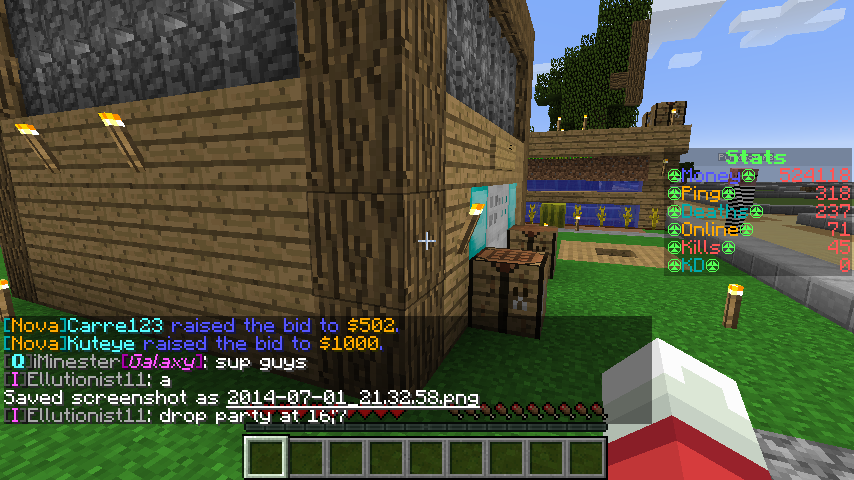 Stats
Money 524118
Ping 318
Deaths 237
Online 71
Kills 45
KD 0
[Nova]Carre123 raised the bid to $502.
[Nova]Kuteye raised the bid to $1000.
[Q]iMinester[Galaxy]: sup guys
[I]Ellutionist11: a
Saved screenshot as 2014-07-01_21.32.58.png
[I]Ellutionist11: drop party at 16;7